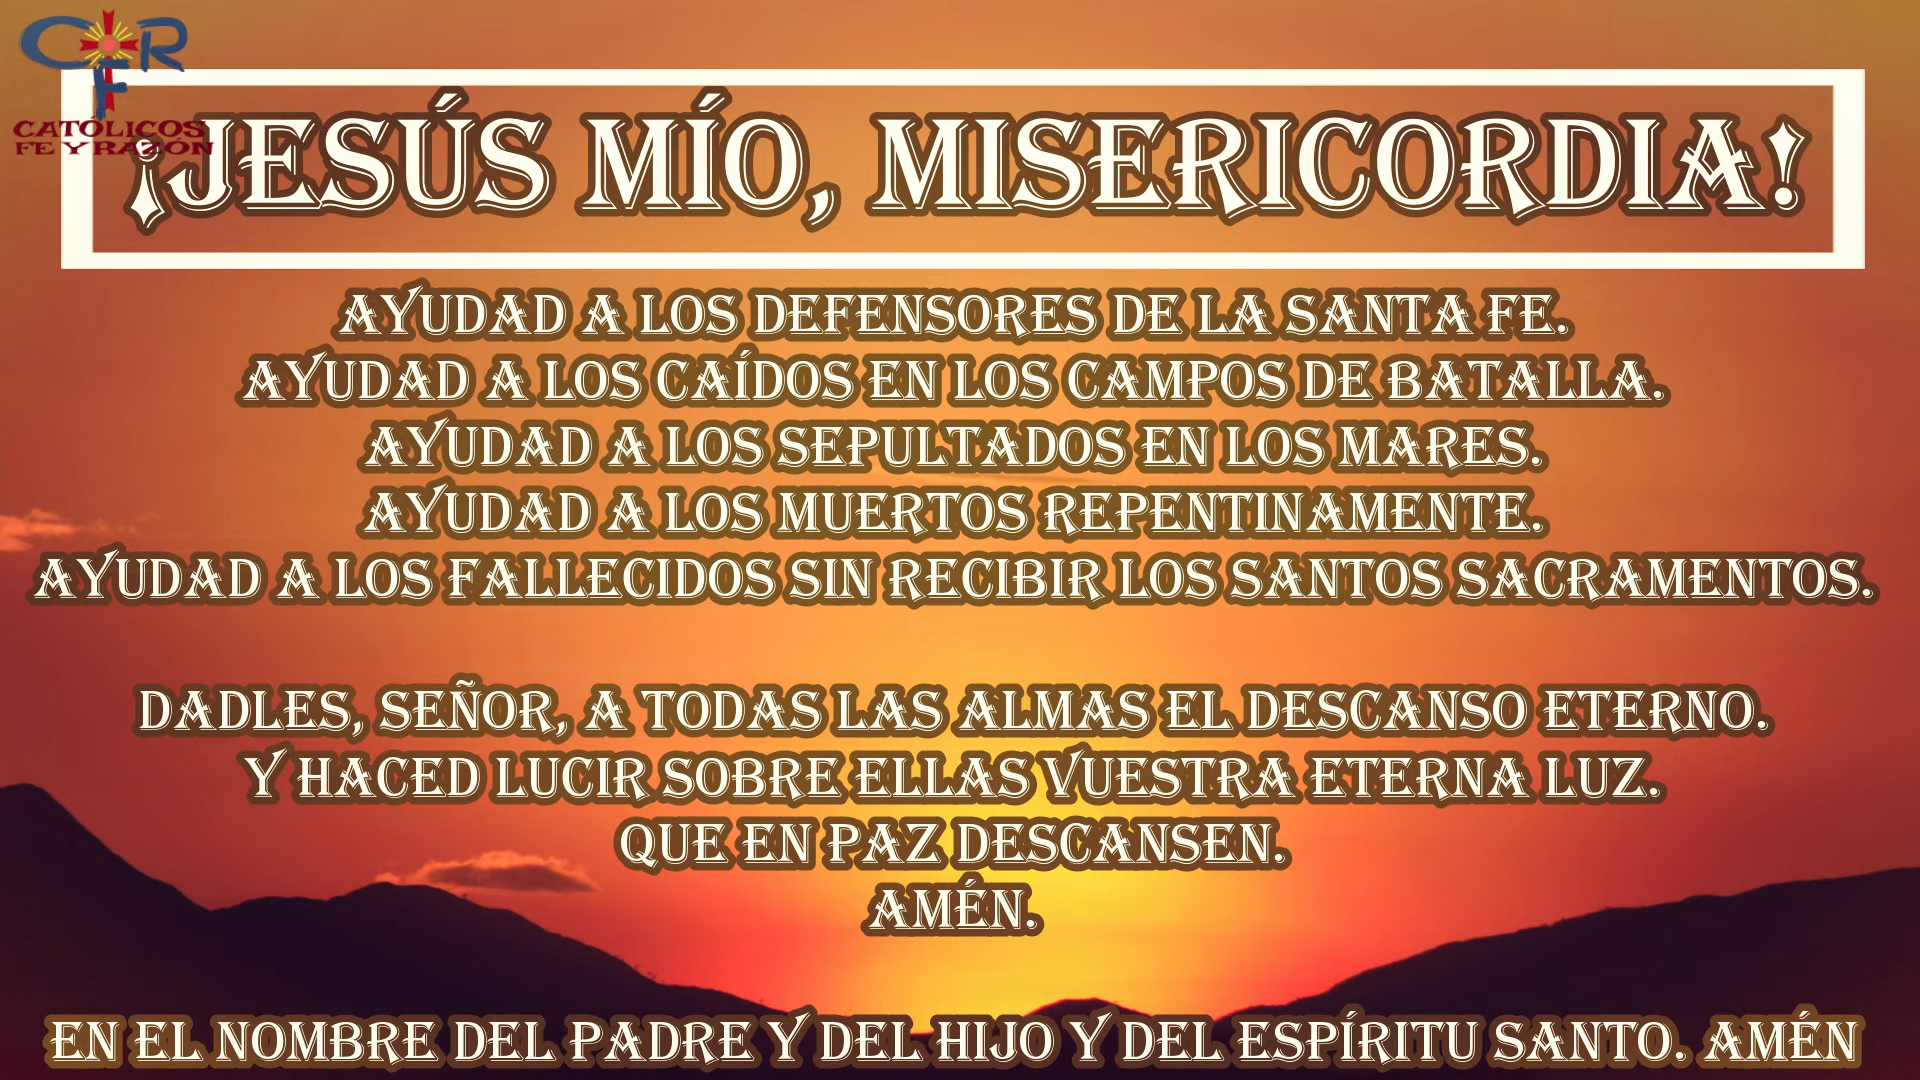 CFR
CATÓLICOS
FE Y RAZÓN
¡JESÚS MÍO, MISERICORDIA!
AYUDAD A LOS DEFENSORES DE LA SANTA FE.
AYUDAD A LOS CAÍDOS EN LOS CAMPOS DE BATALLA.
AYUDAD A LOS SEPULTADOS EN LOS MARES.
AYUDAD A LOS MUERTOS REPENTINAMENTE.
AYUDAD A LOS FALLECIDOS SIN RECIBIR LOS SANTOS SACRAMENTOS.
DADLES, SEÑOR, A TODAS LAS ALMAS EL DESCANSO ETERNO.
Y HACED LUCIR SOBRE ELLAS VUESTRA ETERNA LUZ.
QUE EN PAZ DESCANSEN.
AMÉN.
EN EL NOMBRE DEL PADRE Y DEL HIJO Y DEL ESPÍRITU SANTO. AMÉN